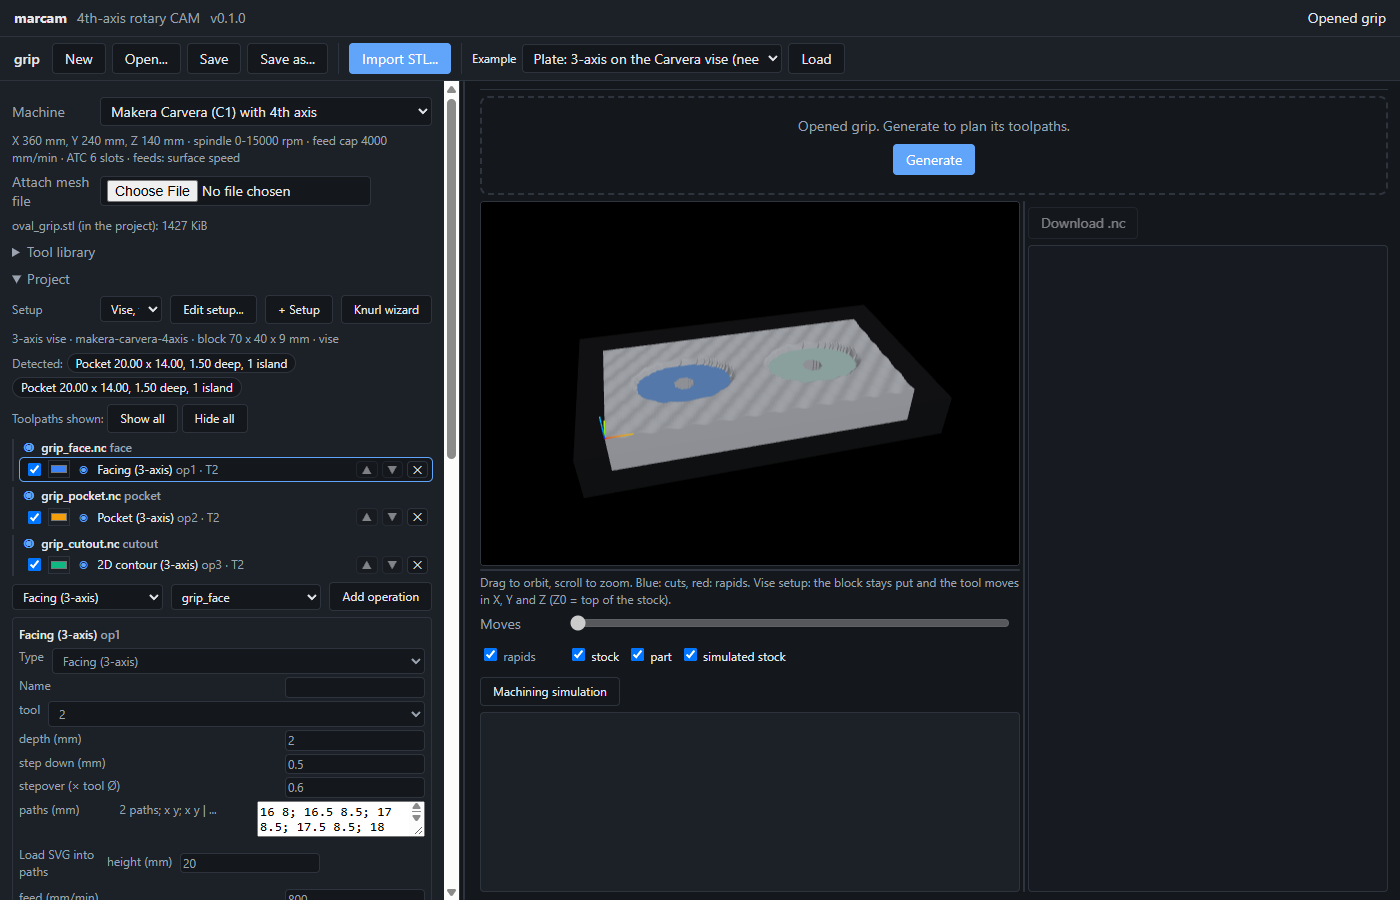 marcam 4th-axis rotary CAM v0.1.0 Opened grip
grip New Open... Save Save as... Import STL... Example Plate: 3-axis on the Carvera vise (nee Load
Machine Makera Carvera (C1) with 4th axis
X 360 mm, Y 240 mm, Z 140 mm · spindle 0-15000 rpm · feed cap 4000
mm/min · ATC 6 slots · feeds: surface speed
Attach mesh
file Choose File No file chosen
oval_grip.stl (in the project): 1427 KiB
Tool library
Project
Setup Vise, Edit setup... + Setup Knurl wizard
3-axis vise · makera-carvera-4axis · block 70 x 40 x 9 mm · vise
Detected: Pocket 20.00 x 14.00, 1.50 deep, 1 island
Pocket 20.00 x 14.00, 1.50 deep, 1 island
Toolpaths shown: Show all Hide all
grip_face.nc face
Facing (3-axis) op1 · T2
grip_pocket.nc pocket
Pocket (3-axis) op2 · T2
grip_cutout.nc cutout
2D contour (3-axis) op3 · T2
Facing (3-axis) grip_face Add operation
Facing (3-axis) op1
Type Facing (3-axis)
Name
tool 2
depth (mm) 2
step down (mm) 0.5
stepover (× tool Ø) 0.6
paths (mm) 2 paths; x y; x y | ... 16 8; 16.5 8.5; 17
8.5; 17.5 8.5; 18
Load SVG into
paths height (mm) 20
feed (mm/min) 800
Opened grip. Generate to plan its toolpaths.
Generate
Download .nc
Drag to orbit, scroll to zoom. Blue: cuts, red: rapids. Vise setup: the block stays put and the tool moves
in X, Y and Z (Z0 = top of the stock).
Moves
rapids stock part simulated stock
Machining simulation